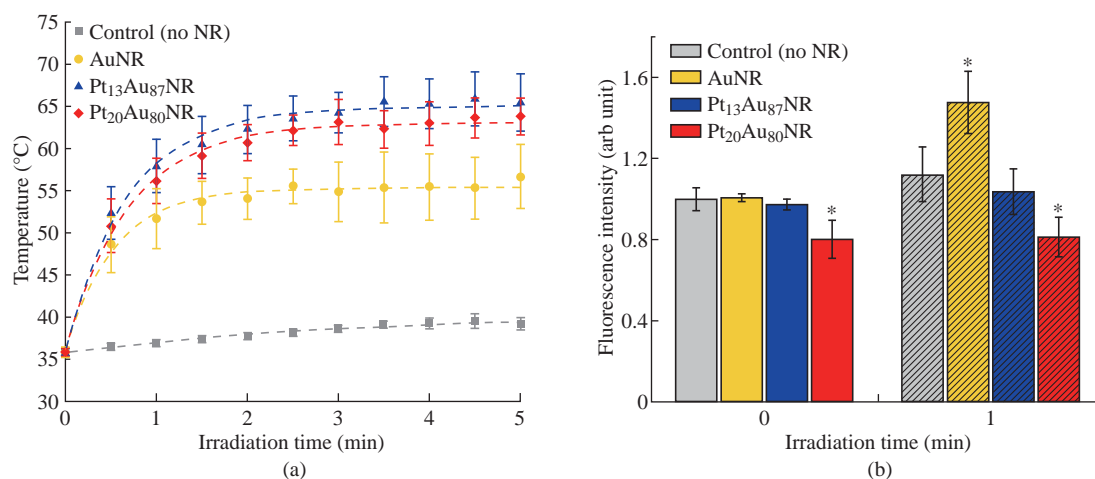 75
70
65
60
55
50
45
40
35
30
Temperature (°C)
Control (no NR)
AuNR
Pt₁₃Au₈₇NR
Pt₂₀Au₈₀NR
0 1 2 3 4 5
Irradiation time (min)
(a)
1.6
1.2
0.8
0.4
0
Fluorescence intensity (arb unit)
Control (no NR)
AuNR
Pt₁₃Au₈₇NR
Pt₂₀Au₈₀NR
*
*
*
0 1
Irradiation time (min)
(b)